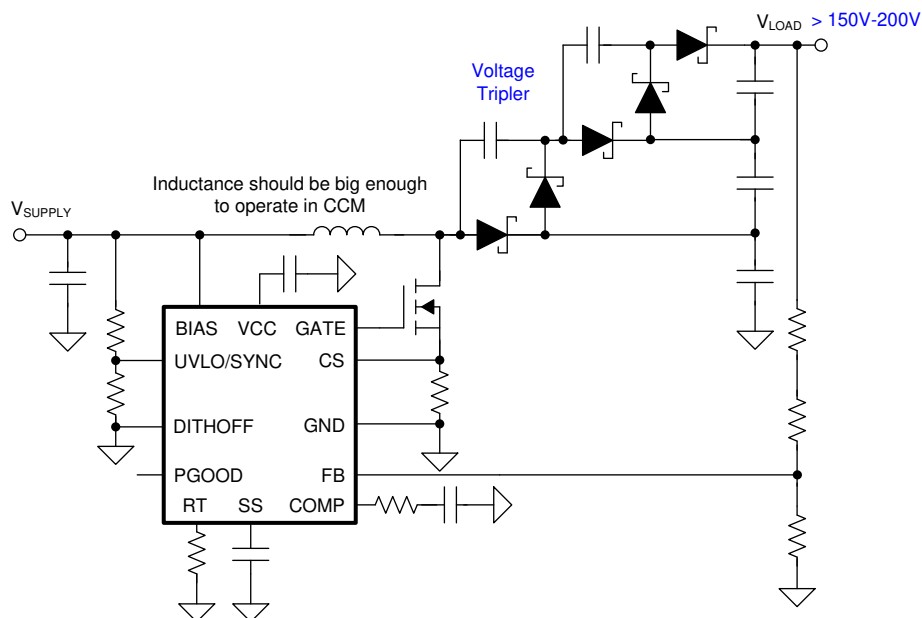 VLOAD > 150V-200V
Voltage
Tripler
Inductance should be big enough
to operate in CCM
VSUPPLY
BIAS VCC GATE
UVLO/SYNC CS
DITHOFF GND
PGOOD FB
RT SS COMP